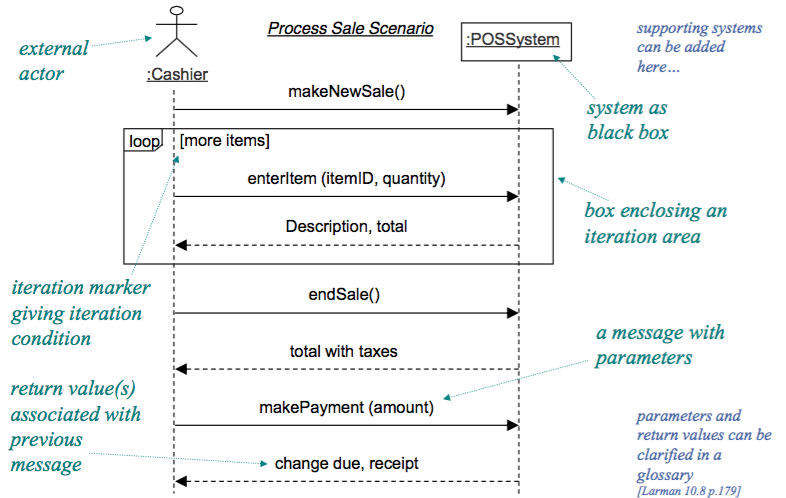 Process Sale Scenario
external
actor
:Cashier
:POSSystem
supporting systems
can be added
here…
makeNewSale()
system as
black box
loop
[more items]
enterItem (itemID, quantity)
Description, total
box enclosing an
iteration area
iteration marker
giving iteration
condition
endSale()
total with taxes
a message with
parameters
return value(s)
associated with
previous
message
makePayment (amount)
change due, receipt
parameters and
return values can be
clarified in a
glossary
[Larman 10.8 p.179]